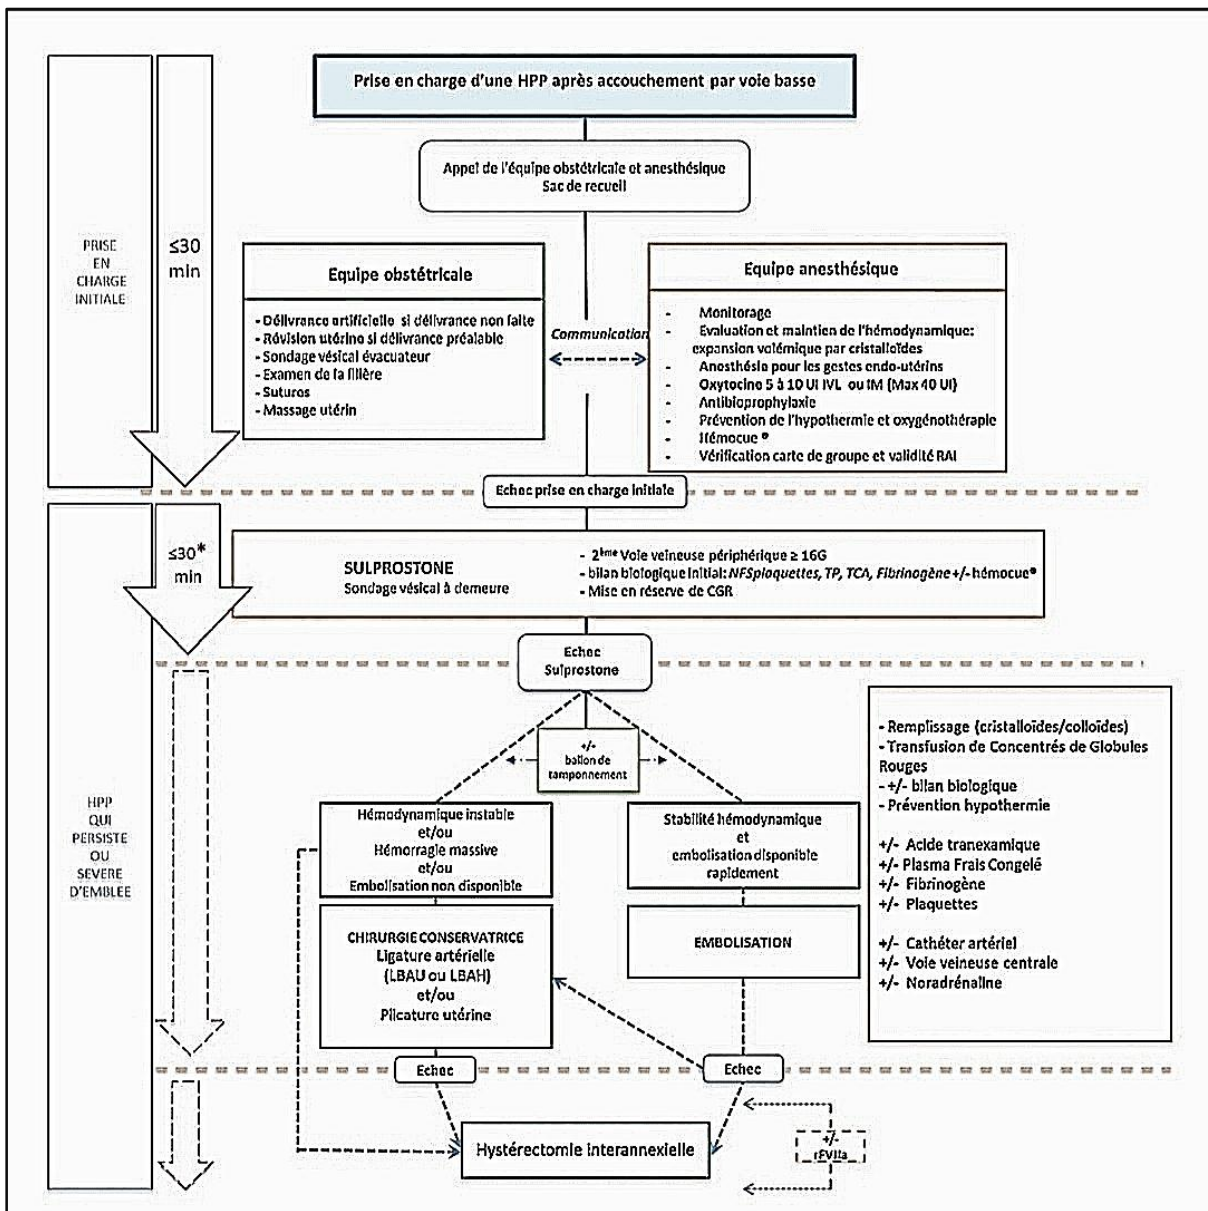 Prise en charge d'une HPP après accouchement par voie basse
Appel de l'équipe obstétricale et anesthésique
Sac de recueil
PRISE
EN
CHARGE
INITIALE
≤30
min
Equipe obstétricale
- Délivrance artificielle si délivrance non faite
- Révision utérine si délivrance préalable
- Sondage vésical évacuateur
- Examen de la filière
- Sutures
- Massage utérin
Communication
Equipe anesthésique
- Monitorage
- Evaluation et maintien de l'hémodynamique:
expansion volémique par cristalloïdes
- Anesthésie pour les gestes endo-utérins
- Oxytocine 5 à 10 UI IVL ou IM (Max 40 UI)
- Antibioprophylaxie
- Prévention de l'hypothermie et oxygénothérapie
- Hémocue ®
- Vérification carte de groupe et validité RAI
Echec prise en charge initiale
≤30*
min
SULPROSTONE
Sondage vésical à demeure
- 2ème Voie veineuse périphérique ≥ 16G
- bilan biologique initial: NFSplaquettes, TP, TCA, Fibrinogène +/- hémocue®
- Mise en réserve de CGR
Echec
Sulprostone
HPP
QUI
PERSISTE
OU
SEVERE
D'EMBLEE
+/-
ballon de
tamponnement
Hémodynamique instable
et/ou
Hémorragie massive
et/ou
Embolisation non disponible
Stabilité hémodynamique
et
embolisation disponible
rapidement
CHIRURGIE CONSERVATRICE
Ligature artérielle
(LBAU ou LBAH)
et/ou
Plicature utérine
EMBOLISATION
- Remplissage (cristalloïdes/colloïdes)
- Transfusion de Concentrés de Globules
Rouges
- +/- bilan biologique
- Prévention hypothermie
+/- Acide tranexamique
+/- Plasma Frais Congelé
+/- Fibrinogène
+/- Plaquettes
+/- Cathéter artériel
+/- Voie veineuse centrale
+/- Noradrénaline
Echec
Echec
Hystérectomie interannexielle
+/-
rFVIIa